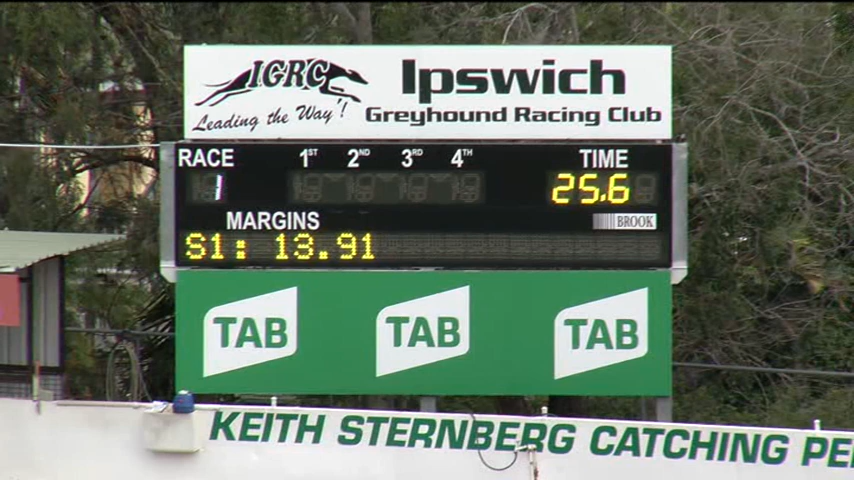 IGRC
Leading the Way'!
Ipswich
Greyhound Racing Club
RACE 1ST 2ND 3RD 4TH TIME
1 25.6
MARGINS BROOK
S1: 13.91
TAB TAB TAB
KEITH STERNBERG CATCHING PE